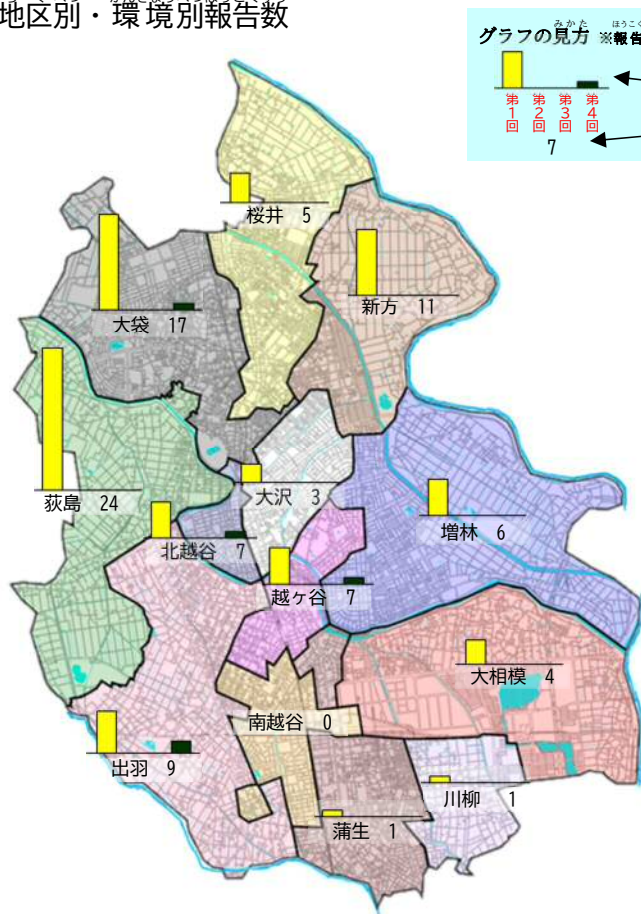 地区別・環境別報告数
グラフの見方 ※報告
みかた
第1回 第2回 第3回 第4回
7
桜井 5
大袋 17
新方 11
荻島 24
大沢 3
増林 6
北越谷 7
越ヶ谷 7
大相模 4
南越谷 0
出羽 9
川柳 1
蒲生 1